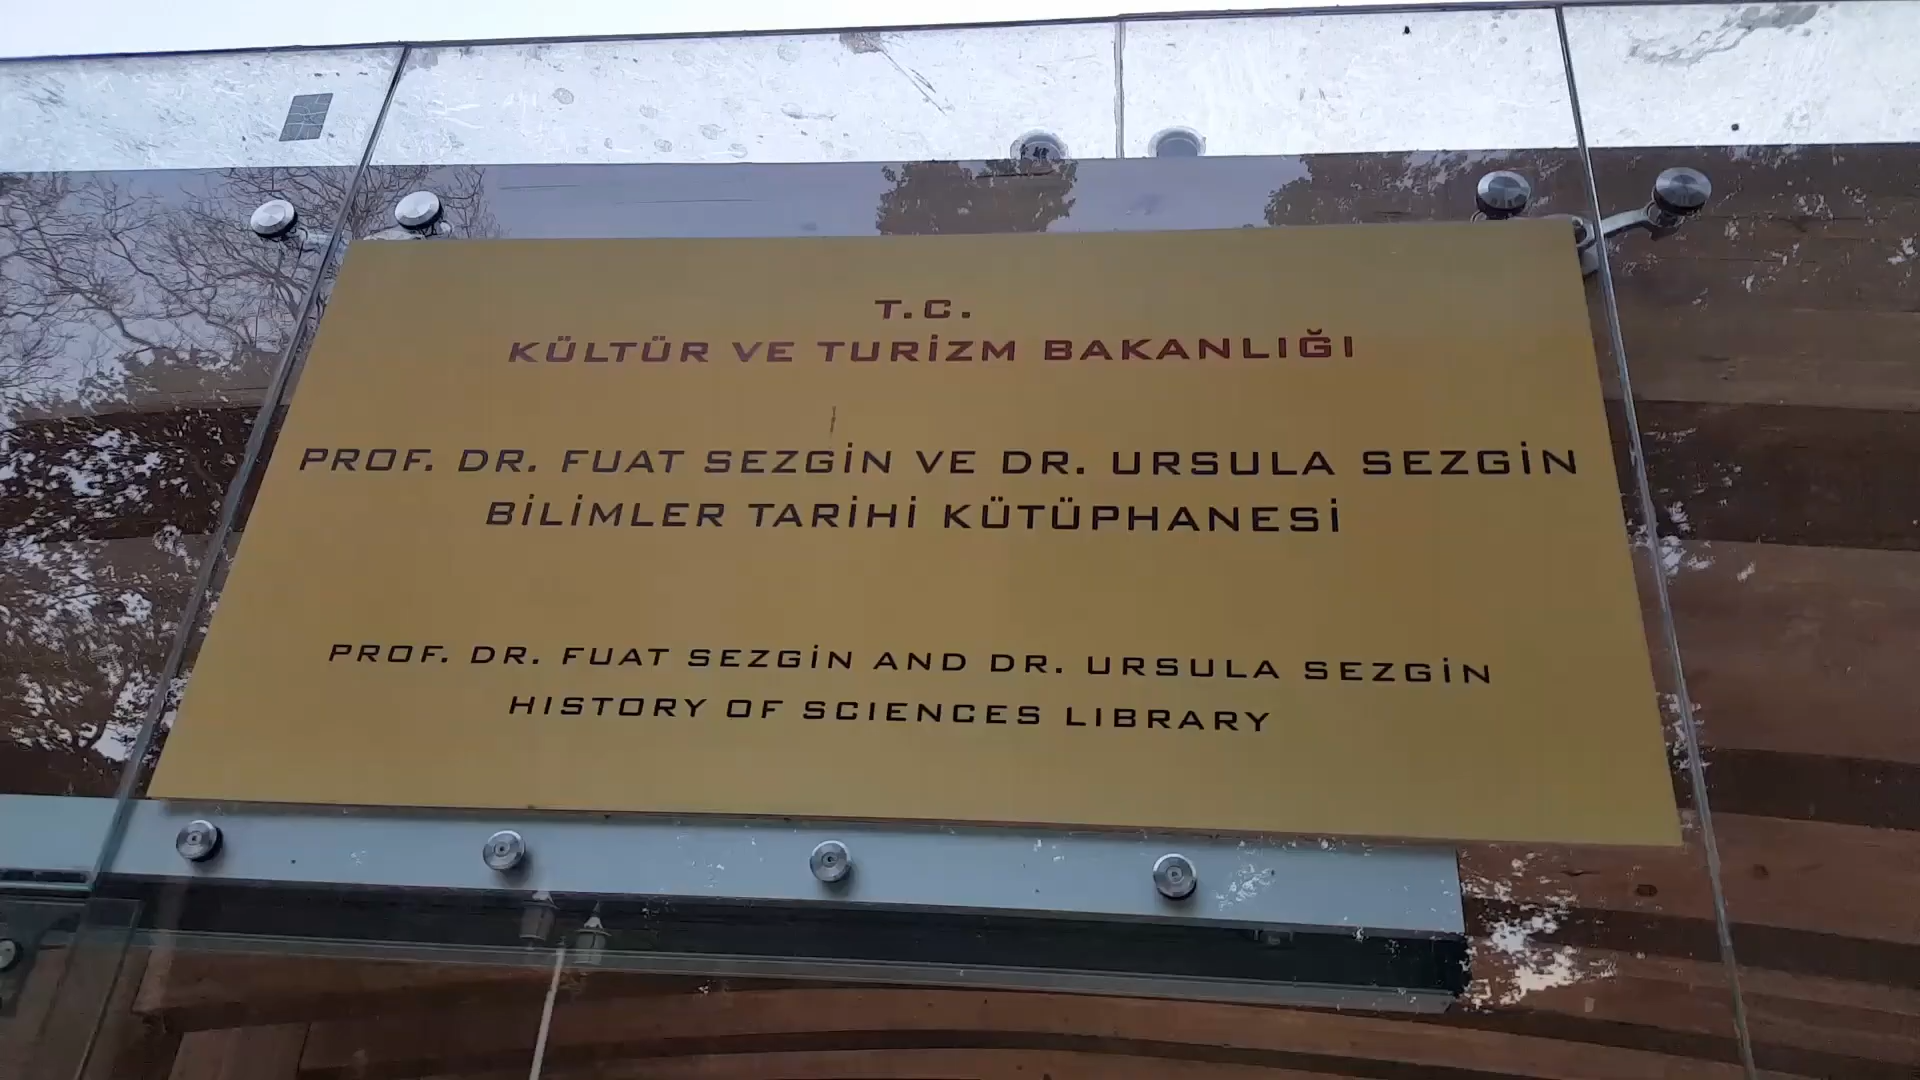 T.C.
KÜLTÜR VE TURİZM BAKANLIĞI
PROF. DR. FUAT SEZGİN VE DR. URSULA SEZGİN
BİLİMLER TARİHİ KÜTÜPHANESİ
PROF. DR. FUAT SEZGİN AND DR. URSULA SEZGİN
HISTORY OF SCIENCES LIBRARY